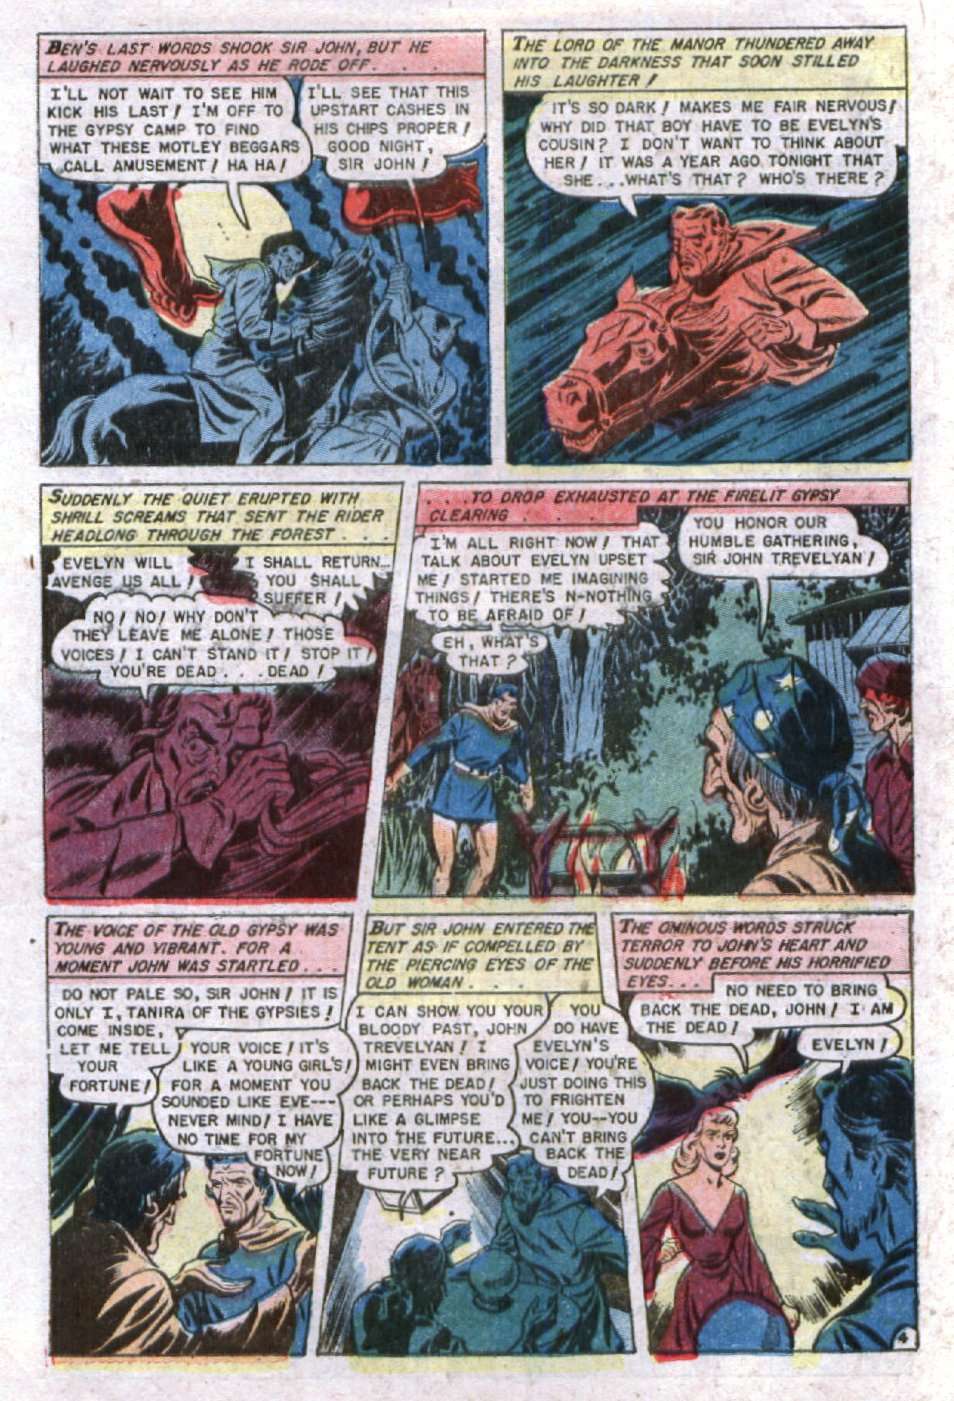 BEN'S LAST WORDS SHOOK SIR JOHN, BUT HE
LAUGHED NERVOUSLY AS HE RODE OFF. . . .
I'LL NOT WAIT TO SEE HIM
KICK HIS LAST! I'M OFF TO
THE GYPSY CAMP TO FIND
WHAT THESE MOTLEY BEGGARS
CALL AMUSEMENT! HA HA!
I'LL SEE THAT THIS
UPSTART CASHES IN
HIS CHIPS PROPER!
GOOD NIGHT,
SIR JOHN!
THE LORD OF THE MANOR THUNDERED AWAY
INTO THE DARKNESS THAT SOON STILLED
HIS LAUGHTER!
IT'S SO DARK! MAKES ME FAIR NERVOUS!
WHY DID THAT BOY HAVE TO BE EVELYN'S
COUSIN? I DON'T WANT TO THINK ABOUT
HER! IT WAS A YEAR AGO TONIGHT THAT
SHE...WHAT'S THAT? WHO'S THERE?
SUDDENLY THE QUIET ERUPTED WITH
SHRILL SCREAMS THAT SENT THE RIDER
HEADLONG THROUGH THE FOREST . . .
EVELYN WILL
AVENGE US ALL!
I SHALL RETURN...
YOU SHALL
SUFFER!
NO! NO! WHY DON'T
THEY LEAVE ME ALONE! THOSE
VOICES! I CAN'T STAND IT! STOP IT!
YOU'RE DEAD . . . DEAD!
. . . TO DROP EXHAUSTED AT THE FIRELIT GYPSY
CLEARING . . . .
I'M ALL RIGHT NOW! THAT
TALK ABOUT EVELYN UPSET
ME! STARTED ME IMAGINING
THINGS! THERE'S N-NOTHING
TO BE AFRAID OF!
EH, WHAT'S
THAT?
YOU HONOR OUR
HUMBLE GATHERING,
SIR JOHN TREVELYAN!
THE VOICE OF THE OLD GYPSY WAS
YOUNG AND VIBRANT. FOR A
MOMENT JOHN WAS STARTLED . . .
DO NOT PALE SO, SIR JOHN! IT IS
ONLY I, TANIRA OF THE GYPSIES!
COME INSIDE,
LET ME TELL
YOUR
FORTUNE!
YOUR VOICE! IT'S
LIKE A YOUNG GIRL'S!
FOR A MOMENT YOU
SOUNDED LIKE EVE---
NEVER MIND! I HAVE
NO TIME FOR MY
FORTUNE
NOW!
BUT SIR JOHN ENTERED THE
TENT AS IF COMPELLED BY
THE PIERCING EYES OF THE
OLD WOMAN . . . .
I CAN SHOW YOU YOUR
BLOODY PAST, JOHN
TREVELYAN! I
MIGHT EVEN BRING
BACK THE DEAD!
OR PERHAPS YOU'D
LIKE A GLIMPSE
INTO THE FUTURE...
THE VERY NEAR
FUTURE?
YOU
DO HAVE
EVELYN'S
VOICE! YOU'RE
JUST DOING THIS
TO FRIGHTEN
ME! YOU--YOU
CAN'T BRING
BACK THE
DEAD!
THE OMINOUS WORDS STRUCK
TERROR TO JOHN'S HEART AND
SUDDENLY BEFORE HIS HORRIFIED
EYES...
NO NEED TO BRING
BACK THE DEAD, JOHN! I AM
THE DEAD!
EVELYN!
4